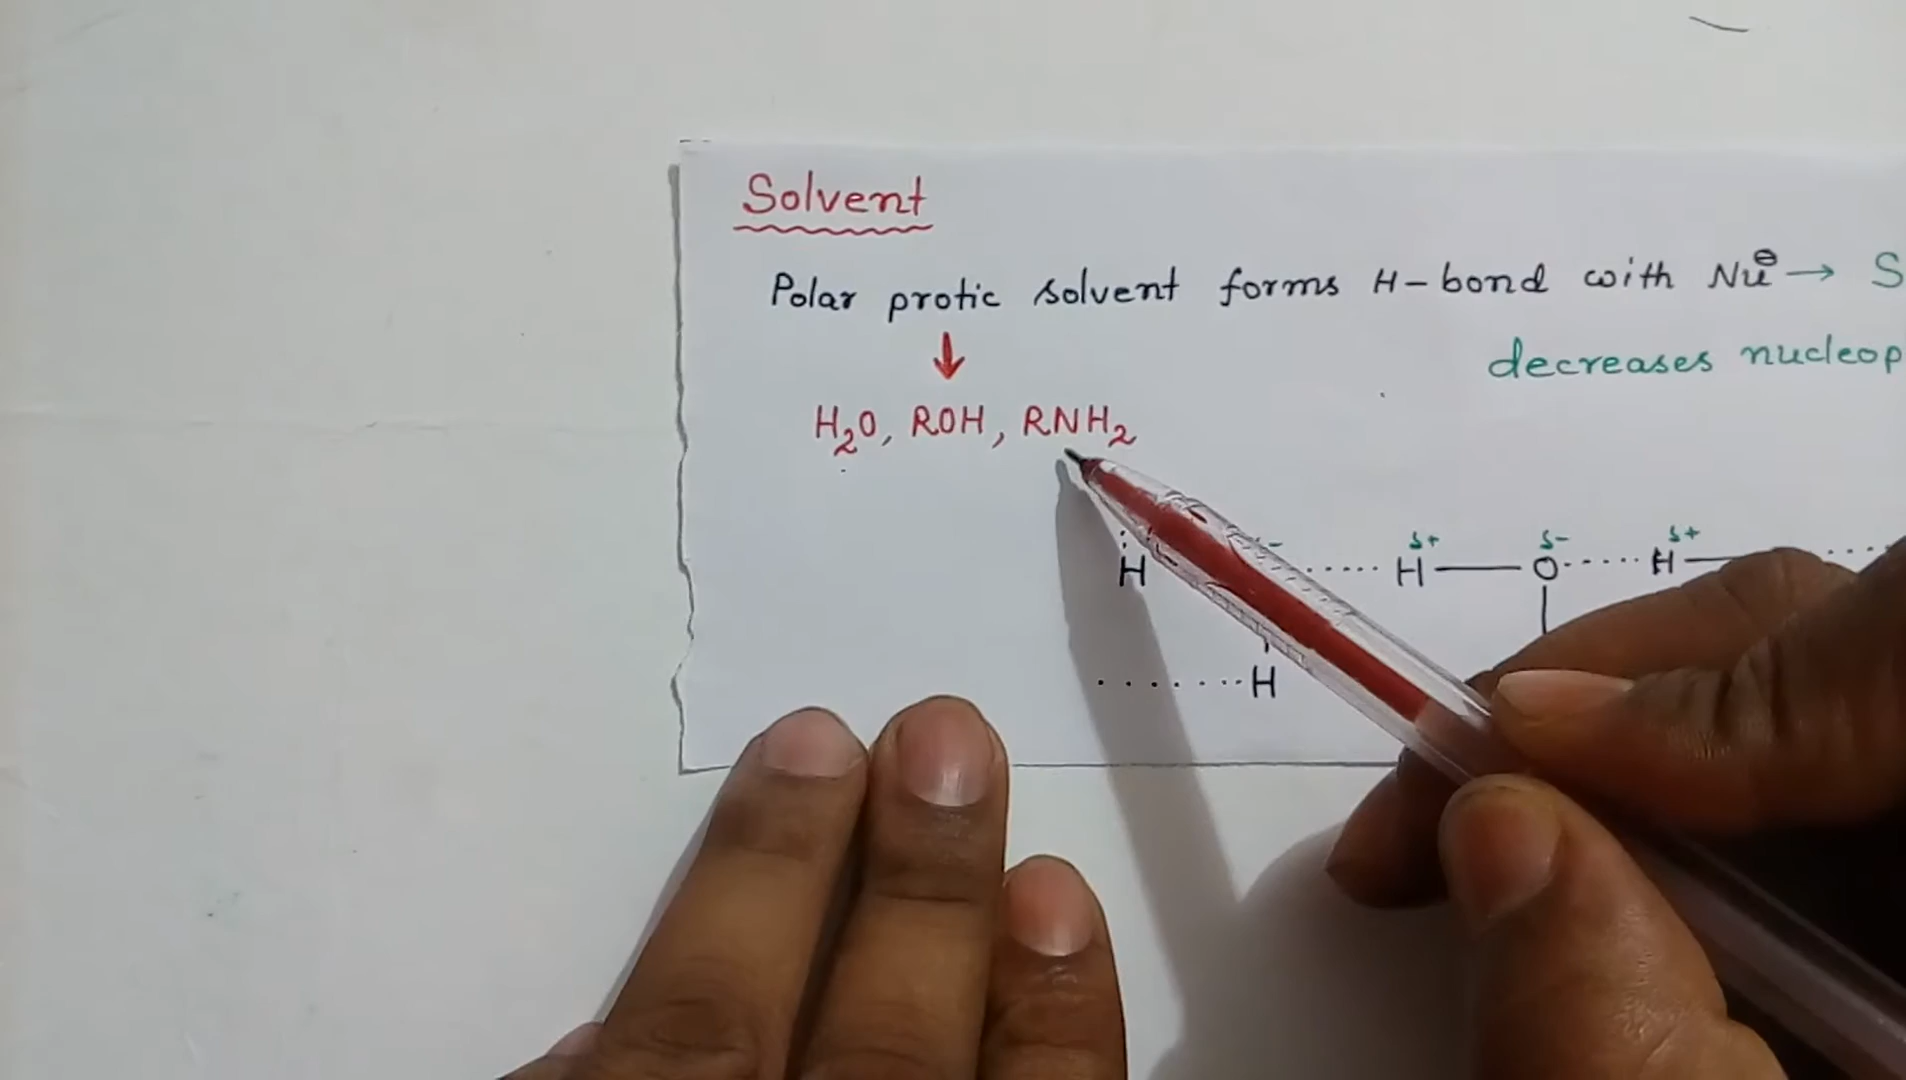 Solvent
Polar protic solvent forms H-bond with Nu⊖ → S
decreases nucleop
↓
H₂O, ROH, RNH₂
δ+ δ- δ+
H ..... H — O ..... H — .....
..... H